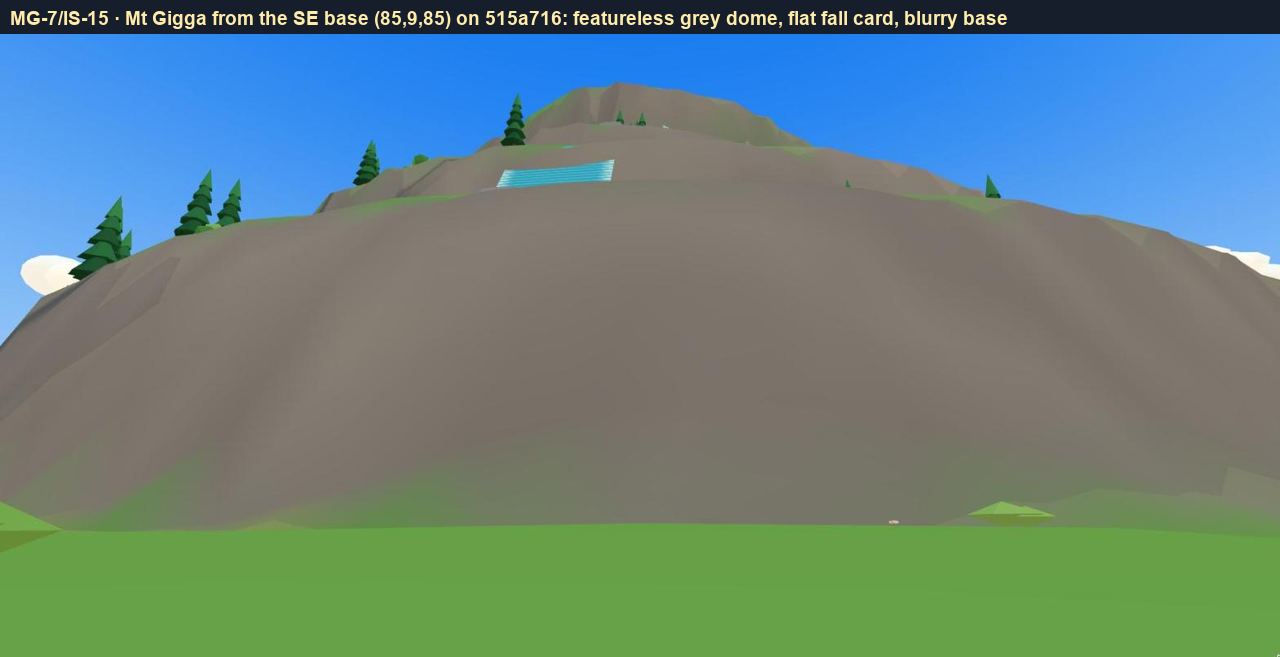 MG-7/IS-15 · Mt Gigga from the SE base (85,9,85) on 515a716: featureless grey dome, flat fall card, blurry base